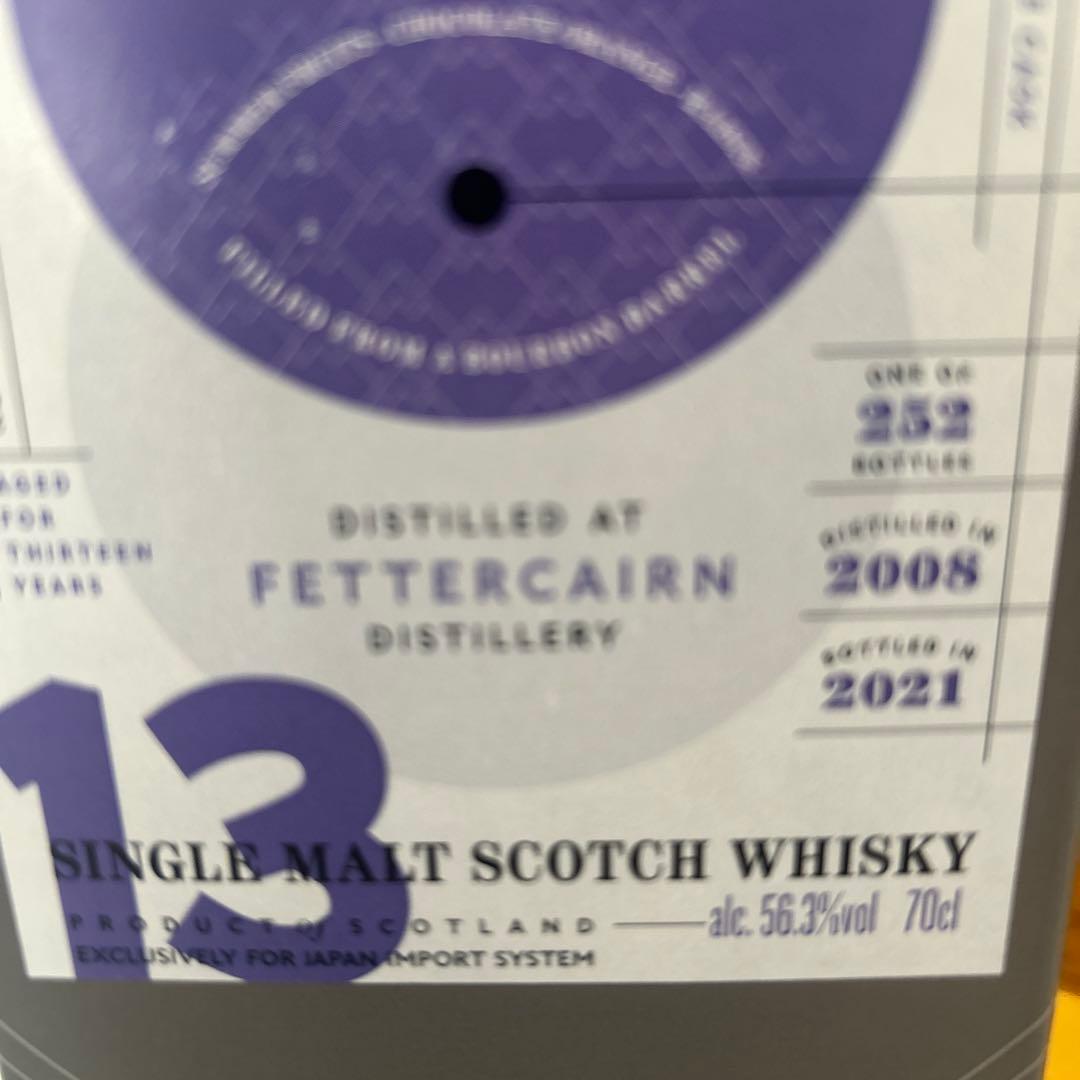 FILLED FROM A BOURBON BARREL
ONE OF
252
BOTTLES
AGED
FOR
THIRTEEN
YEARS
DISTILLED AT
FETTERCAIRN
DISTILLERY
DISTILLED IN
2008
BOTTLED IN
2021
13
SINGLE MALT SCOTCH WHISKY
PRODUCT of SCOTLAND alc. 56.3%vol 70cl
EXCLUSIVELY FOR JAPAN IMPORT SYSTEM